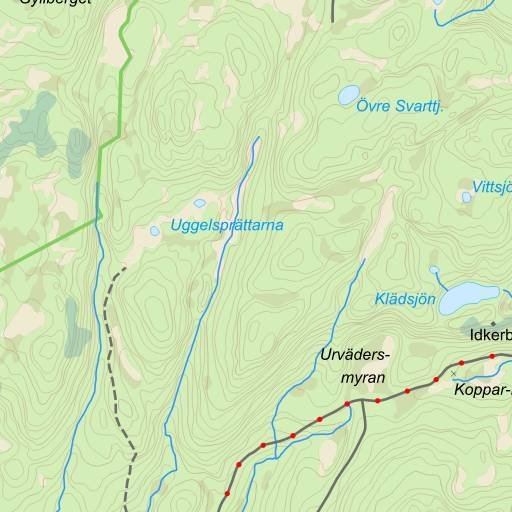 Gyllberget
Övre Svarttj.
Vittsjö
Uggelsprättarna
Klädsjön
Idkerb
Urväders-
myran
Koppar-